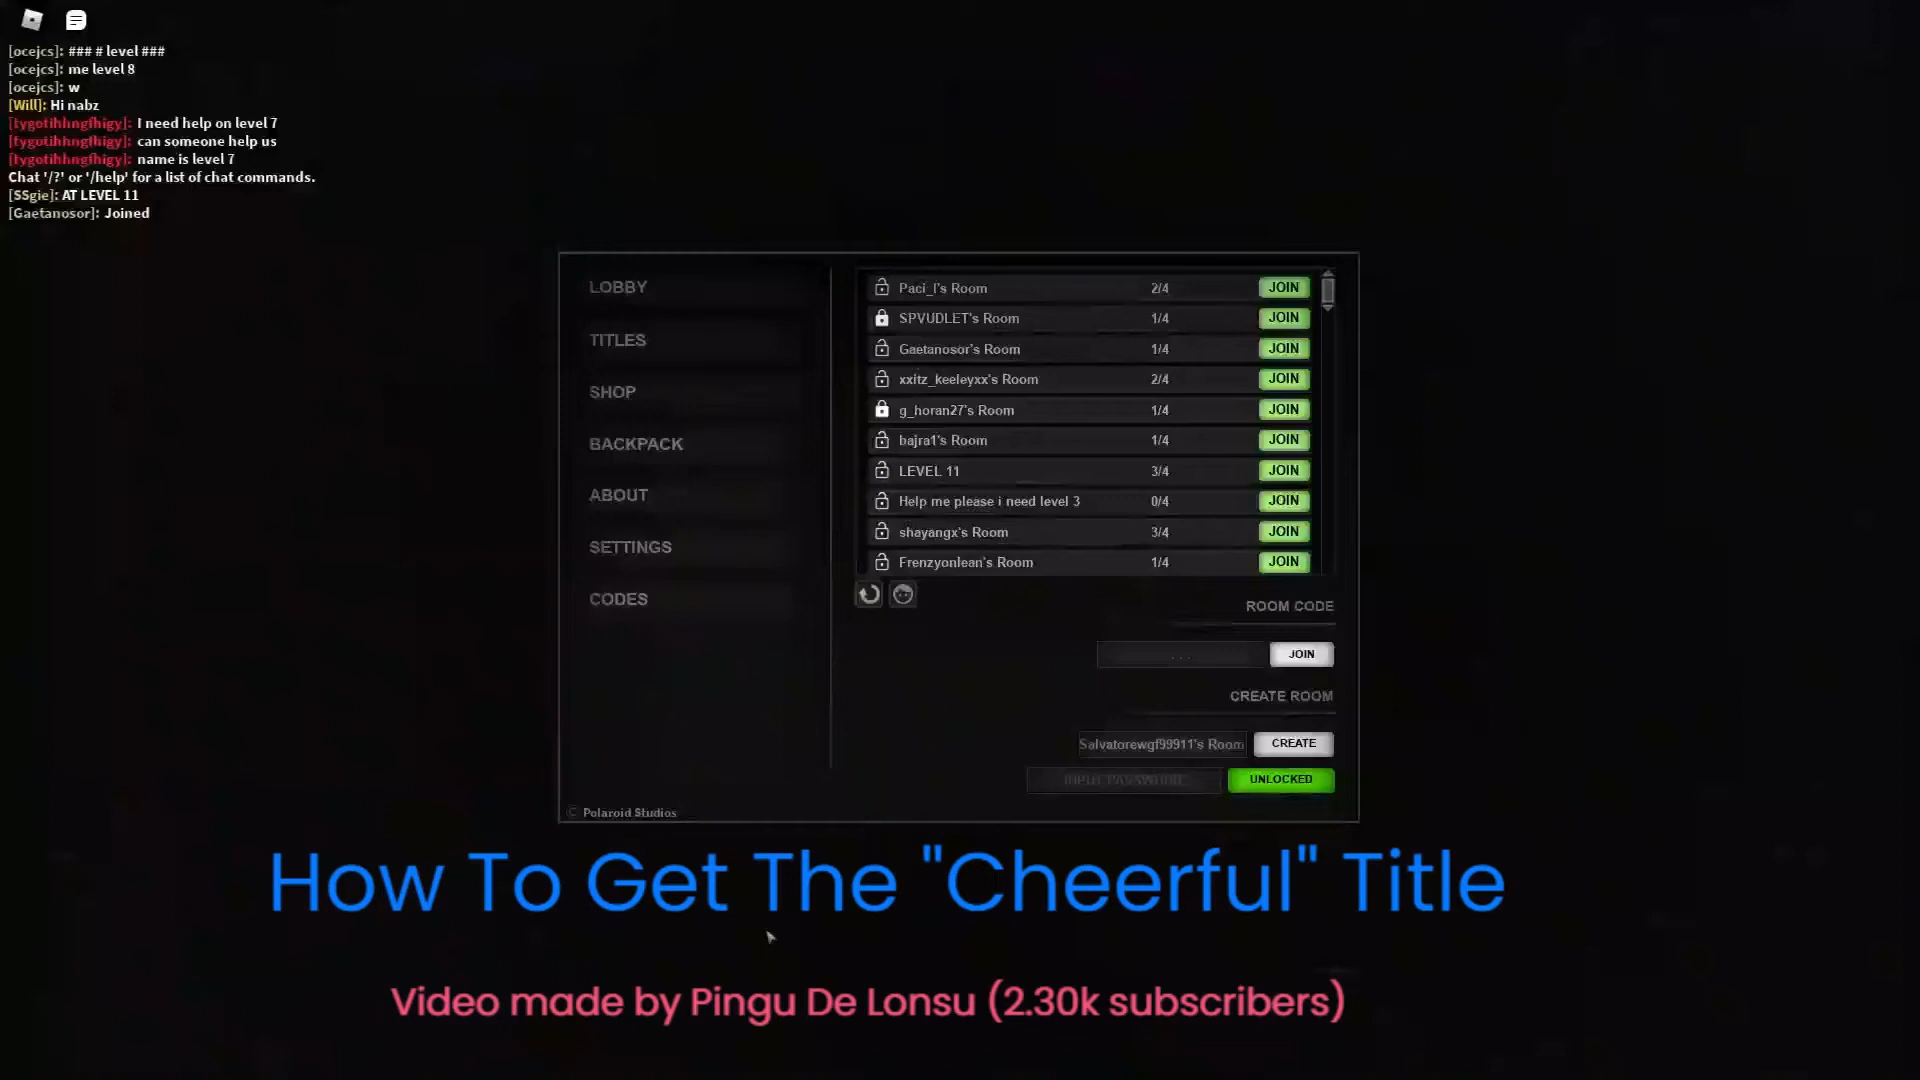 [ocejcs]: ### # level ###
[ocejcs]: me level 8
[ocejcs]: w
[Will]: Hi nabz
[tygotihhngfhigy]: I need help on level 7
[tygotihhngfhigy]: can someone help us
[tygotihhngfhigy]: name is level 7
Chat '/?' or '/help' for a list of chat commands.
[SSgie]: AT LEVEL 11
[Gaetanosor]: Joined
LOBBY
TITLES
SHOP
BACKPACK
ABOUT
SETTINGS
CODES
Paci_l's Room 2/4 JOIN
SPVUDLET's Room 1/4 JOIN
Gaetanosor's Room 1/4 JOIN
xxitz_keeleyxx's Room 2/4 JOIN
g_horan27's Room 1/4 JOIN
bajra1's Room 1/4 JOIN
LEVEL 11 3/4 JOIN
Help me please i need level 3 0/4 JOIN
shayangx's Room 3/4 JOIN
Frenzyonlean's Room 1/4 JOIN
ROOM CODE
... JOIN
CREATE ROOM
Salvatorewgf99911's Room CREATE
INPUT PASSWORD UNLOCKED
© Polaroid Studios
How To Get The "Cheerful" Title
Video made by Pingu De Lonsu (2.30k subscribers)